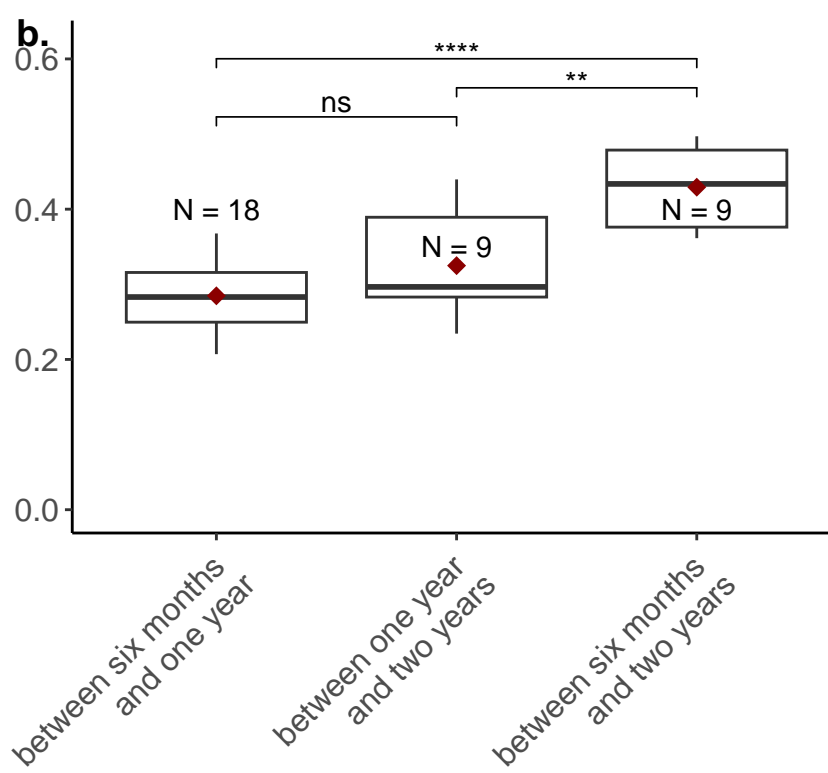 b.
0.6
****
**
ns
0.4
N = 18
N = 9
N = 9
0.2
0.0
between six months
and one year
between one year
and two years
between six months
and two years